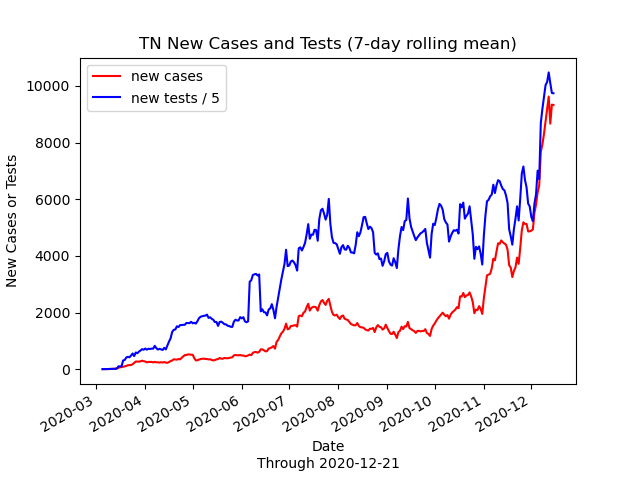 TN New Cases and Tests (7-day rolling mean)
new cases
new tests / 5
New Cases or Tests
10000
8000
6000
4000
2000
0
2020-03
2020-04
2020-05
2020-06
2020-07
2020-08
2020-09
2020-10
2020-11
2020-12
Date
Through 2020-12-21